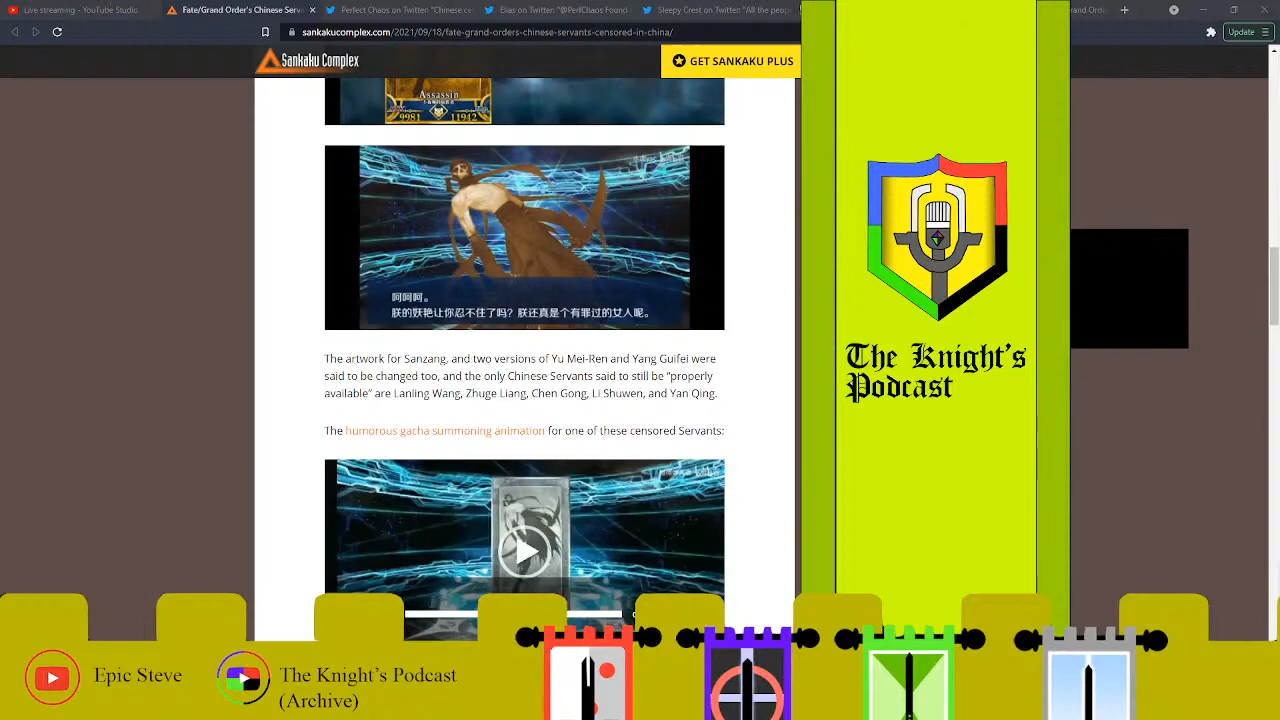 Live streaming - YouTube Studio
Fate/Grand Order's Chinese Serva
Perfect Chaos on Twitter "Chinese cen
Elias on Twitter: "@PerfChaos Found
Sleepy Crest on Twitter: "All the peop
sankakucomplex.com/2021/09/18/fate-grand-orders-chinese-servants-censored-in-china/
Update
Sankaku Complex
GET SANKAKU PLUS
Assassin
9981 11942
呵呵呵。
朕的妖艳让你忍不住了吗？朕还真是个有罪过的女人呢。
The artwork for Sanzang, and two versions of Yu Mei-Ren and Yang Guifei were
said to be changed too, and the only Chinese Servants said to still be “properly
available” are Lanling Wang, Zhuge Liang, Chen Gong, Li Shuwen, and Yan Qing.
The humorous gacha summoning animation for one of these censored Servants:
The Knight's
Podcast
Epic Steve
The Knight's Podcast
(Archive)